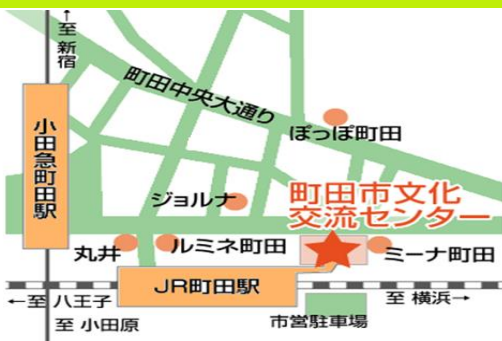 ↑至新宿
町田中央大通り
ぽっぽ町田
小田急町田駅
ジョルナ
町田市文化
交流センター
丸井
ルミネ町田
ミーナ町田
JR町田駅
←至 八王子
至 横浜→
至 小田原
市営駐車場